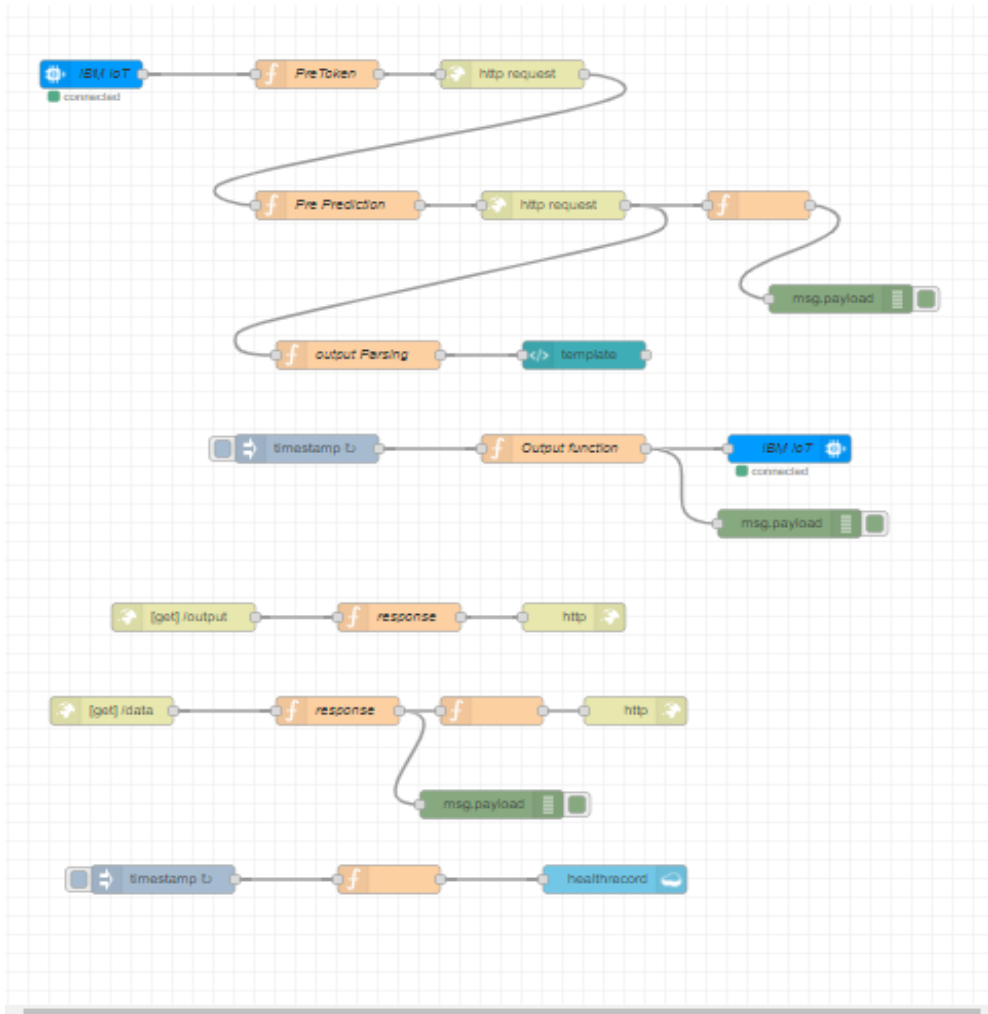 IBM IoT
PreToken
http request
connected
Pre Prediction
http request
msg.payload
output Parsing
template
timestamp ↻
Output function
IBM IoT
connected
msg.payload
[get] /output
response
http
[get] /data
response
http
msg.payload
timestamp ↻
healthrecord